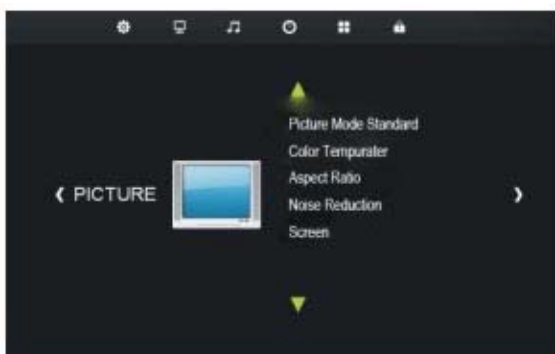 PICTURE
Picture Mode Standard
Color Tempurater
Aspect Ratio
Noise Reduction
Screen